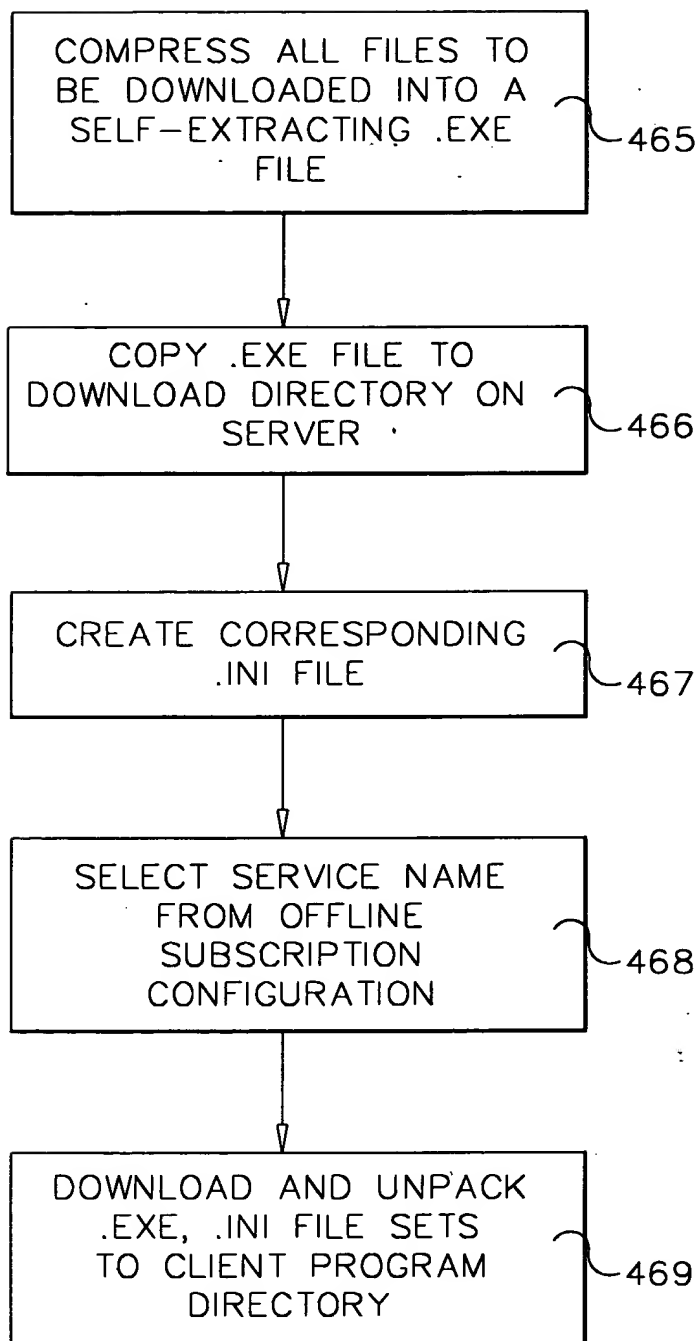 COMPRESS ALL FILES TO
BE DOWNLOADED INTO A
SELF-EXTRACTING .EXE
FILE
465
COPY .EXE FILE TO
DOWNLOAD DIRECTORY ON
SERVER
466
CREATE CORRESPONDING
.INI FILE
467
SELECT SERVICE NAME
FROM OFFLINE
SUBSCRIPTION
CONFIGURATION
468
DOWNLOAD AND UNPACK
.EXE, .INI FILE SETS
TO CLIENT PROGRAM
DIRECTORY
469